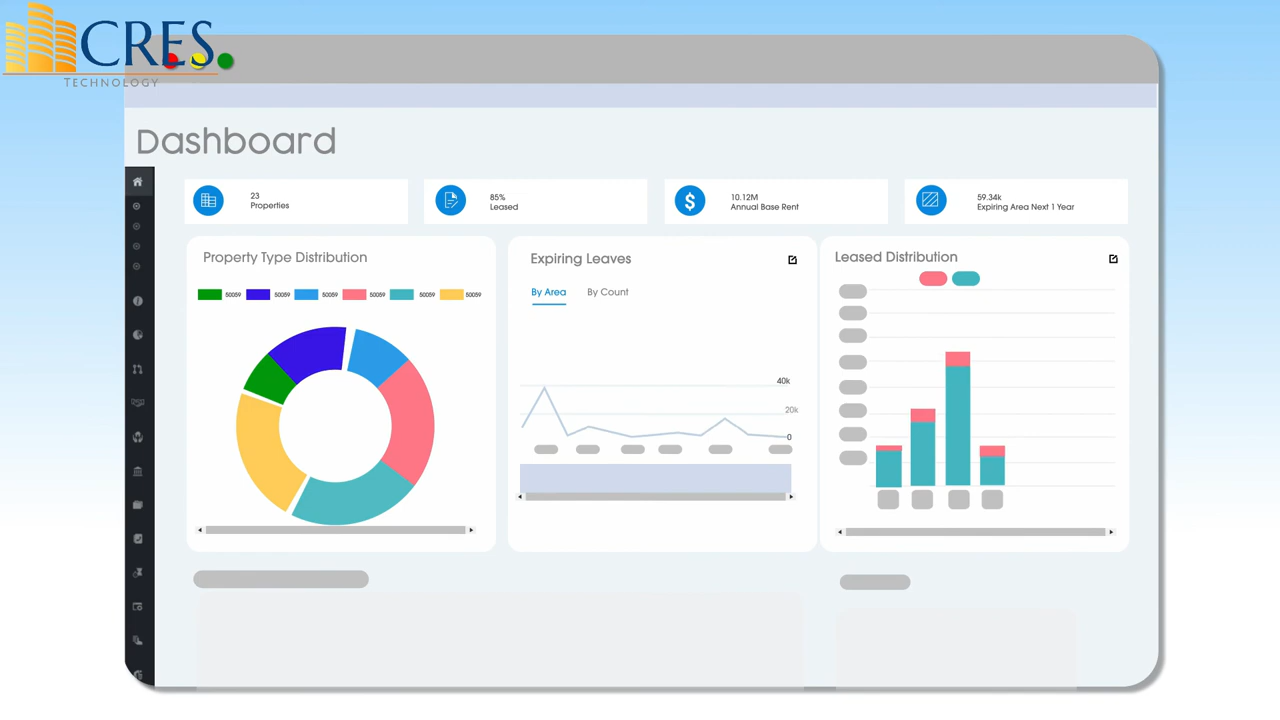 CRES.
TECHNOLOGY
Dashboard
23
Properties
85%
Leased
10.12M
Annual Base Rent
59.34k
Expiring Area Next 1 Year
Property Type Distribution
50059 50059 50059 50059 50059 50059
Expiring Leaves
By Area By Count
40k
20k
0
Leased Distribution